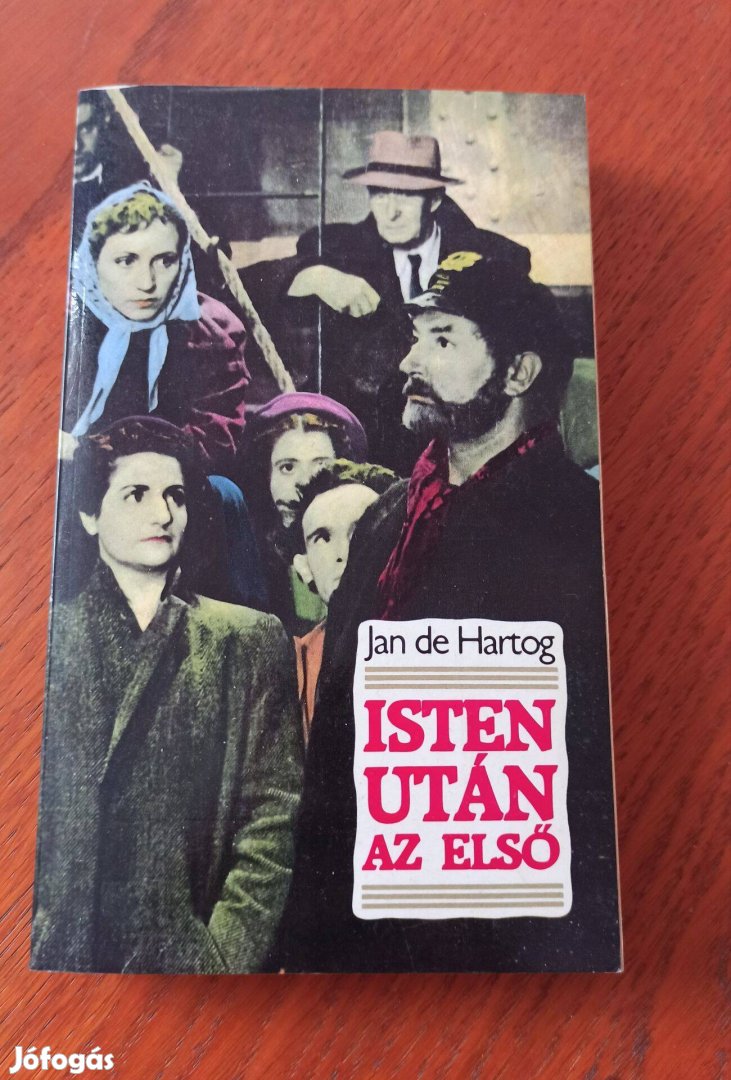 Jan de Hartog
ISTEN
UTÁN
AZ ELSŐ
Jófogás